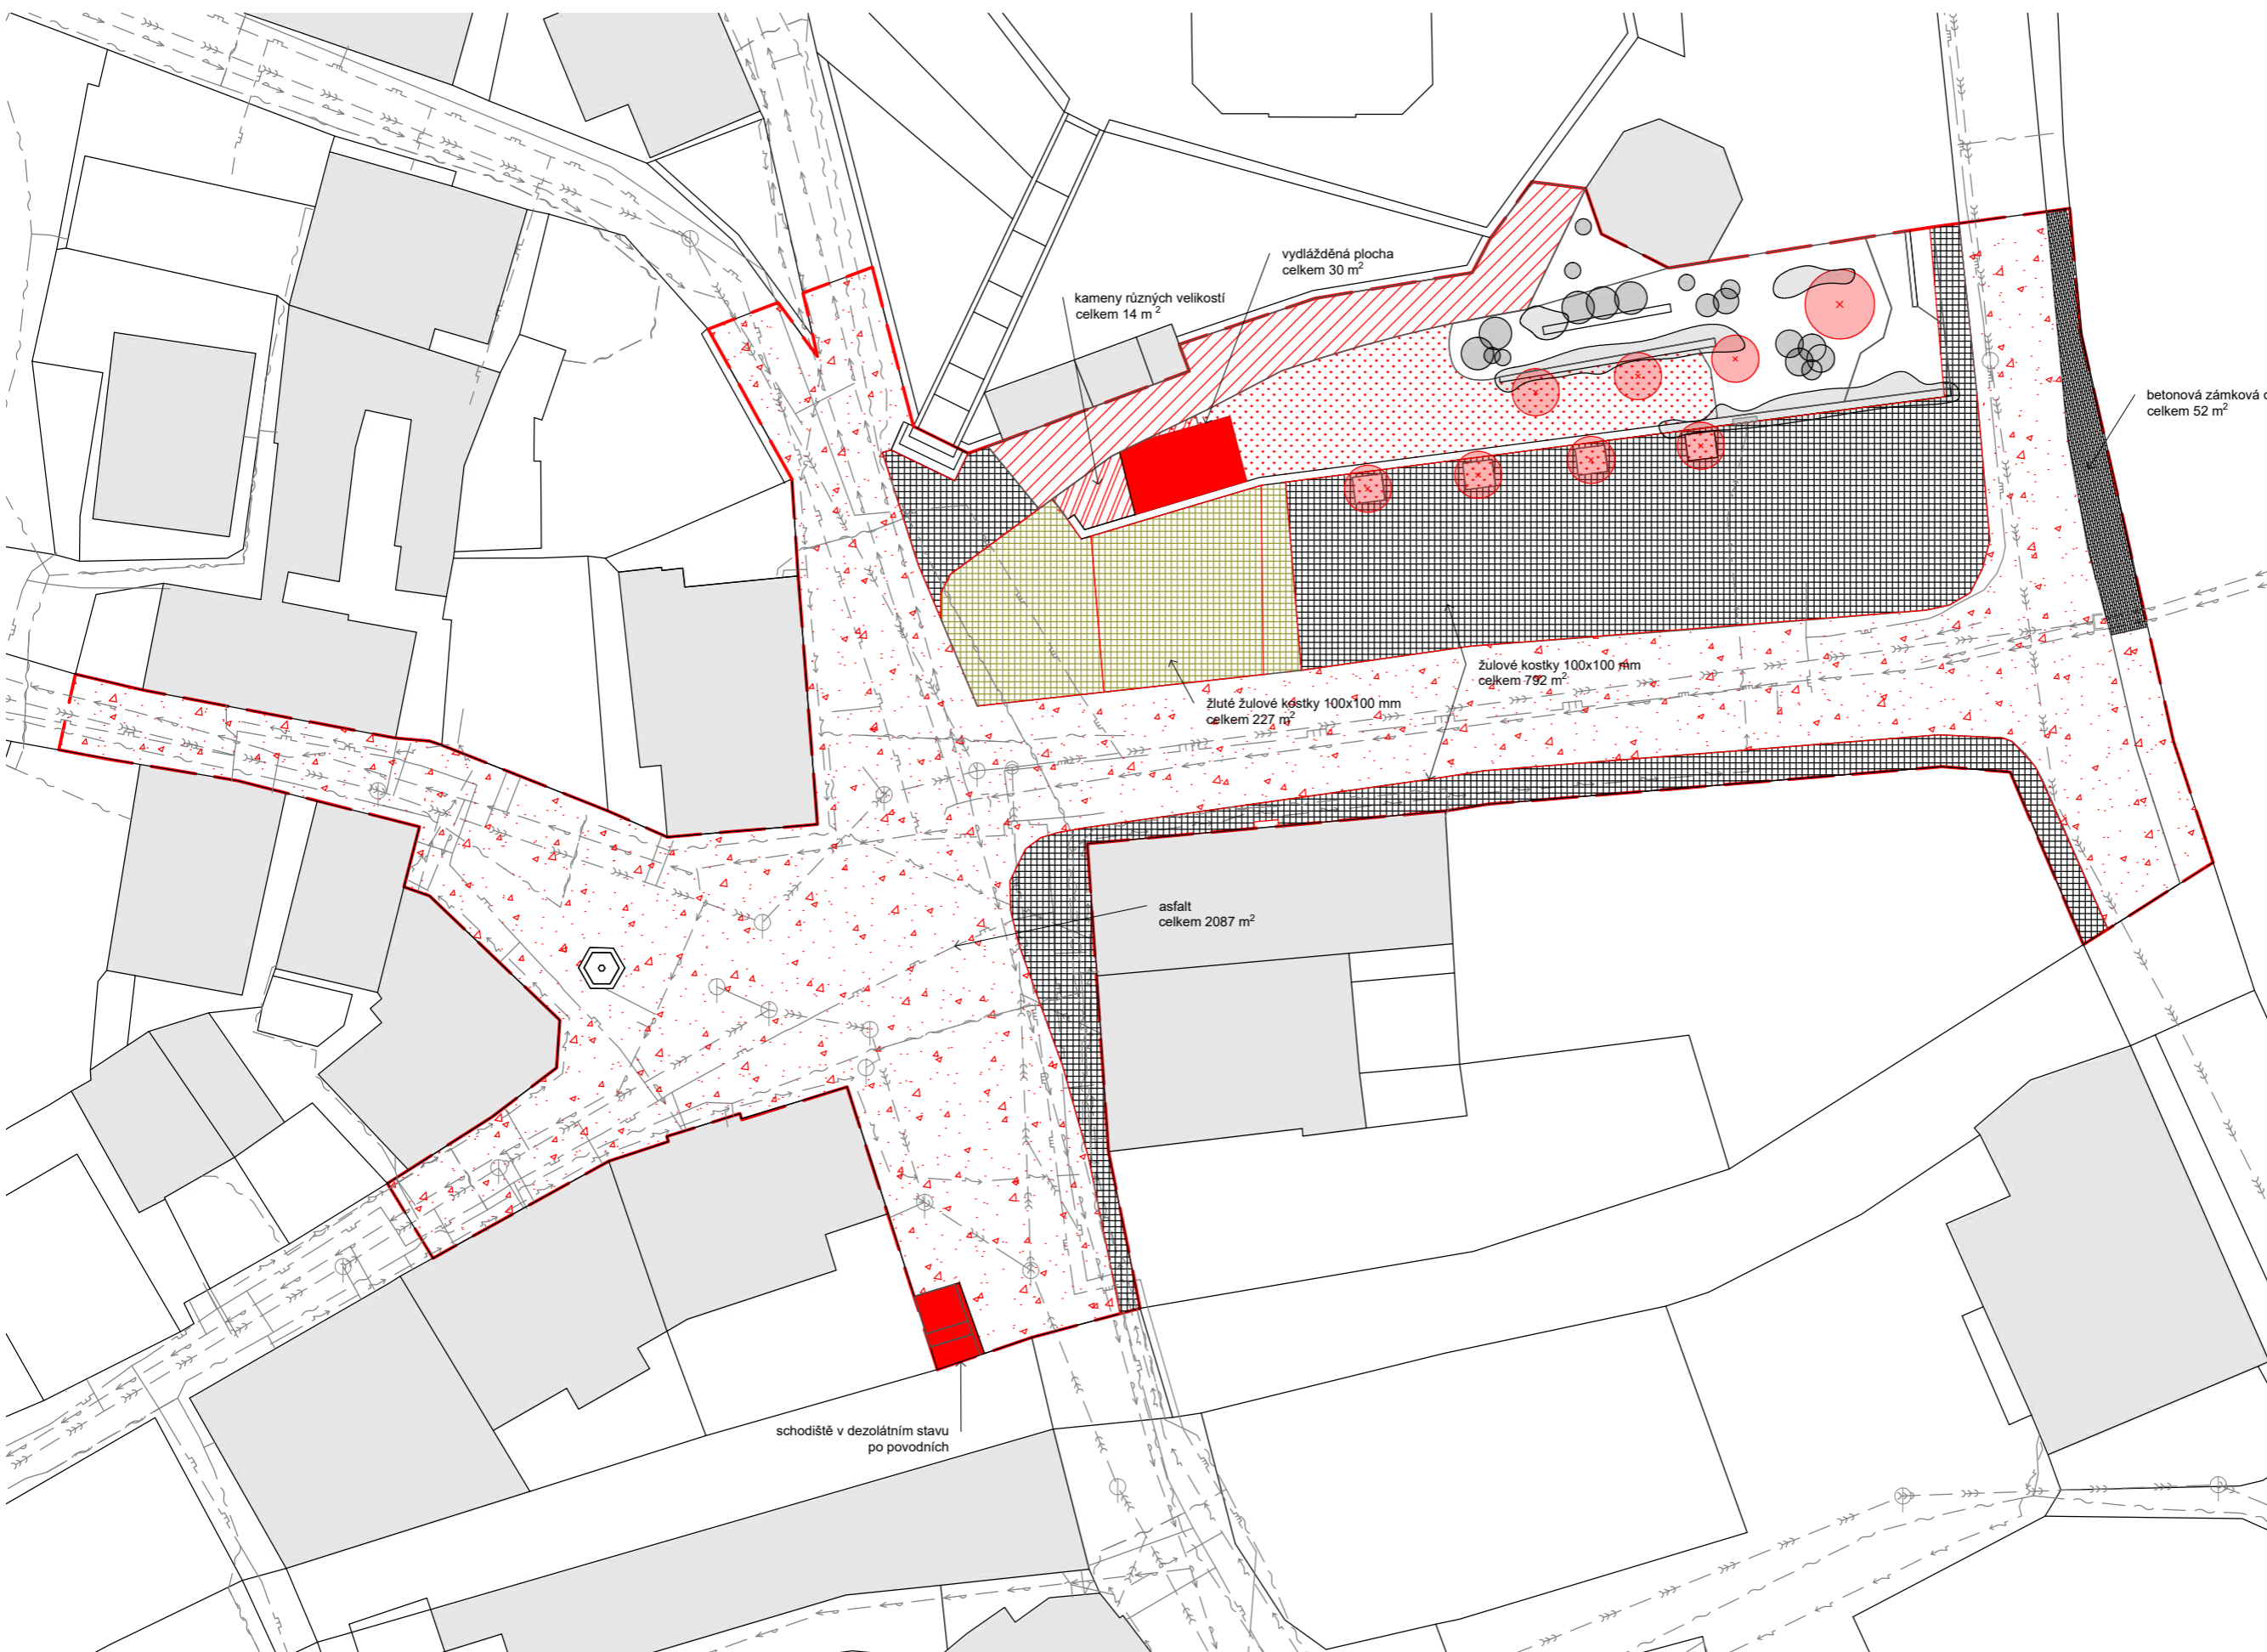 vydlážděná plocha
celkem 30 m²
kameny různých velikostí
celkem 14 m²
betonová zámková
celkem 52 m²
žulové kostky 100x100 mm
celkem 792 m²
žluté žulové kostky 100x100 mm
celkem 227 m²
asfalt
celkem 2087 m²
schodiště v dezolátním stavu
po povodních